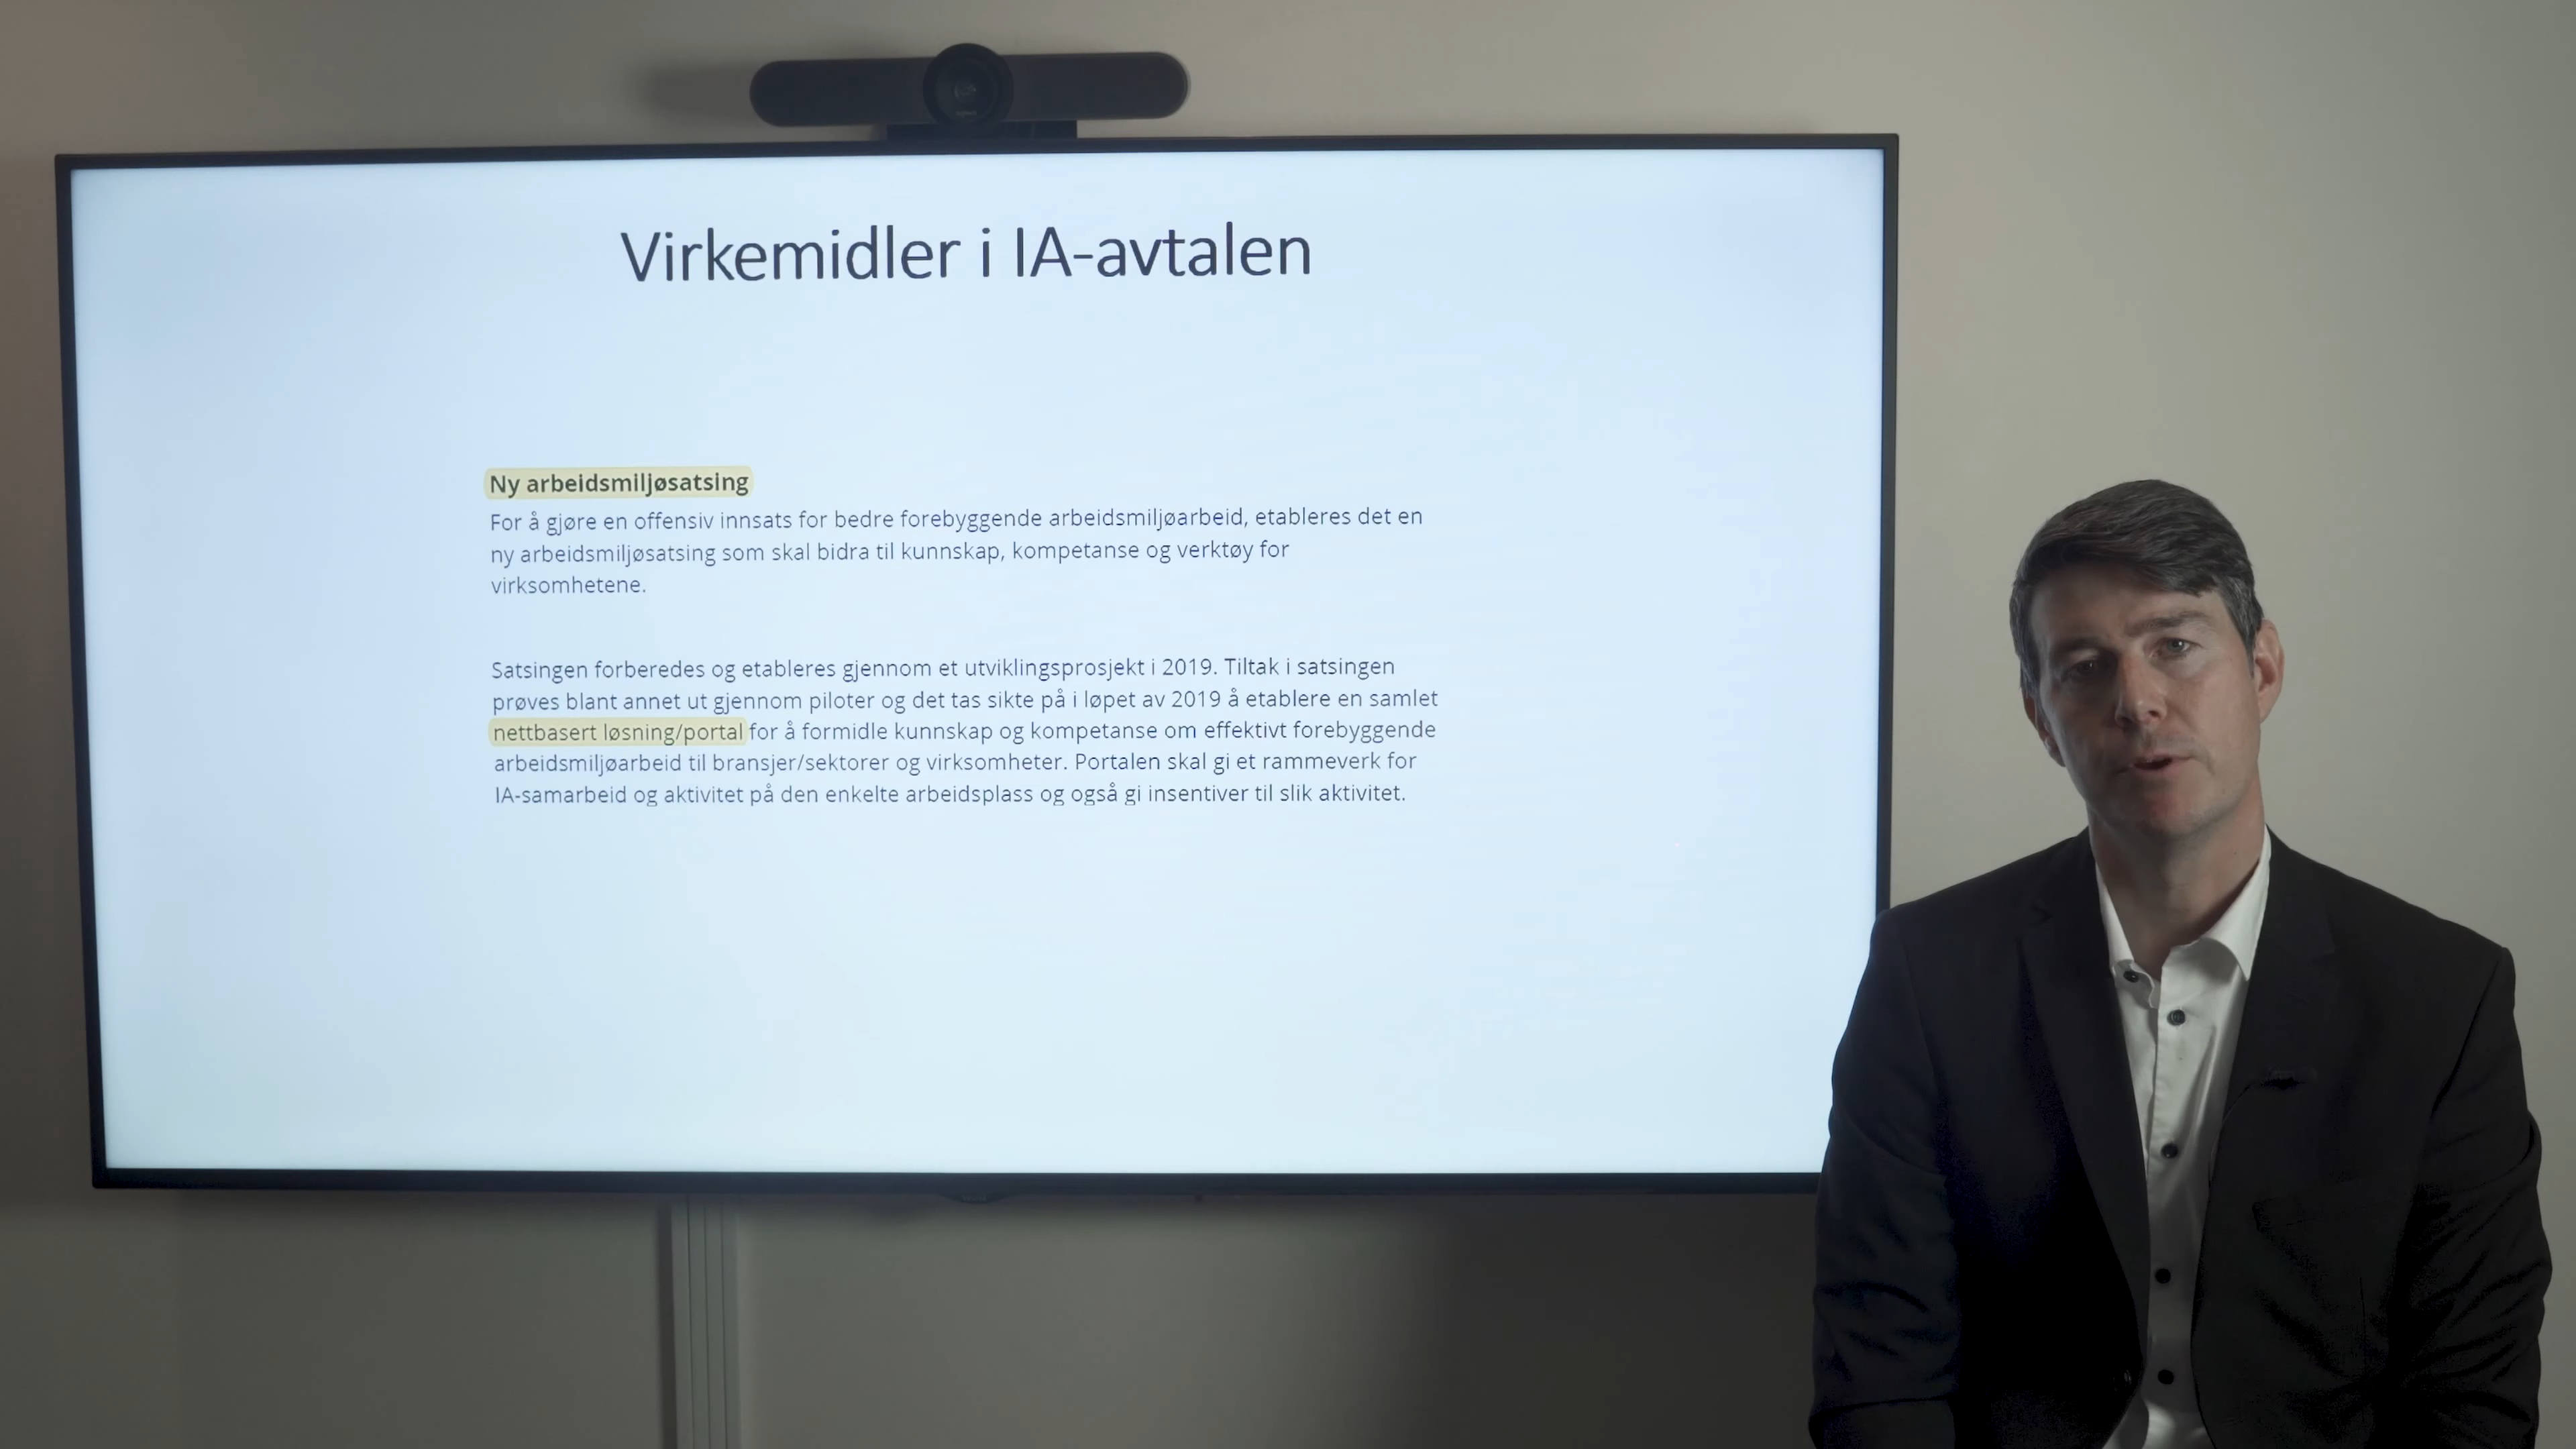 Virkemidler i IA-avtalen
Ny arbeidsmiljøsatsing
For å gjøre en offensiv innsats for bedre forebyggende arbeidsmiljøarbeid, etableres det en
ny arbeidsmiljøsatsing som skal bidra til kunnskap, kompetanse og verktøy for
virksomhetene.
Satsingen forberedes og etableres gjennom et utviklingsprosjekt i 2019. Tiltak i satsingen
prøves blant annet ut gjennom piloter og det tas sikte på i løpet av 2019 å etablere en samlet
nettbasert løsning/portal for å formidle kunnskap og kompetanse om effektivt forebyggende
arbeidsmiljøarbeid til bransjer/sektorer og virksomheter. Portalen skal gi et rammeverk for
IA-samarbeid og aktivitet på den enkelte arbeidsplass og også gi insentiver til slik aktivitet.